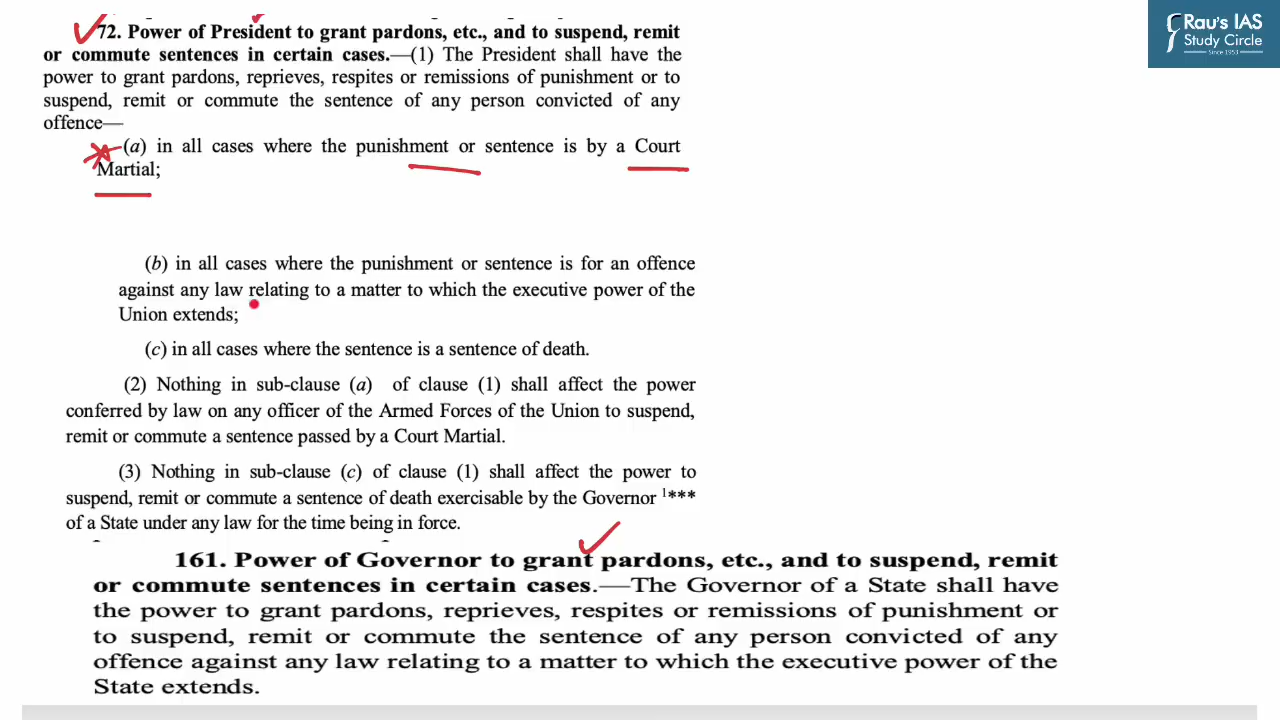 72. Power of President to grant pardons, etc., and to suspend, remit
or commute sentences in certain cases.—(1) The President shall have the
power to grant pardons, reprieves, respites or remissions of punishment or to
suspend, remit or commute the sentence of any person convicted of any
offence—
(a) in all cases where the punishment or sentence is by a Court
Martial;
(b) in all cases where the punishment or sentence is for an offence
against any law relating to a matter to which the executive power of the
Union extends;
(c) in all cases where the sentence is a sentence of death.
(2) Nothing in sub-clause (a) of clause (1) shall affect the power
conferred by law on any officer of the Armed Forces of the Union to suspend,
remit or commute a sentence passed by a Court Martial.
(3) Nothing in sub-clause (c) of clause (1) shall affect the power to
suspend, remit or commute a sentence of death exercisable by the Governor 1***
of a State under any law for the time being in force.
161. Power of Governor to grant pardons, etc., and to suspend, remit
or commute sentences in certain cases.—The Governor of a State shall have
the power to grant pardons, reprieves, respites or remissions of punishment or
to suspend, remit or commute the sentence of any person convicted of any
offence against any law relating to a matter to which the executive power of the
State extends.
Rau's IAS
Study Circle
Since 1953